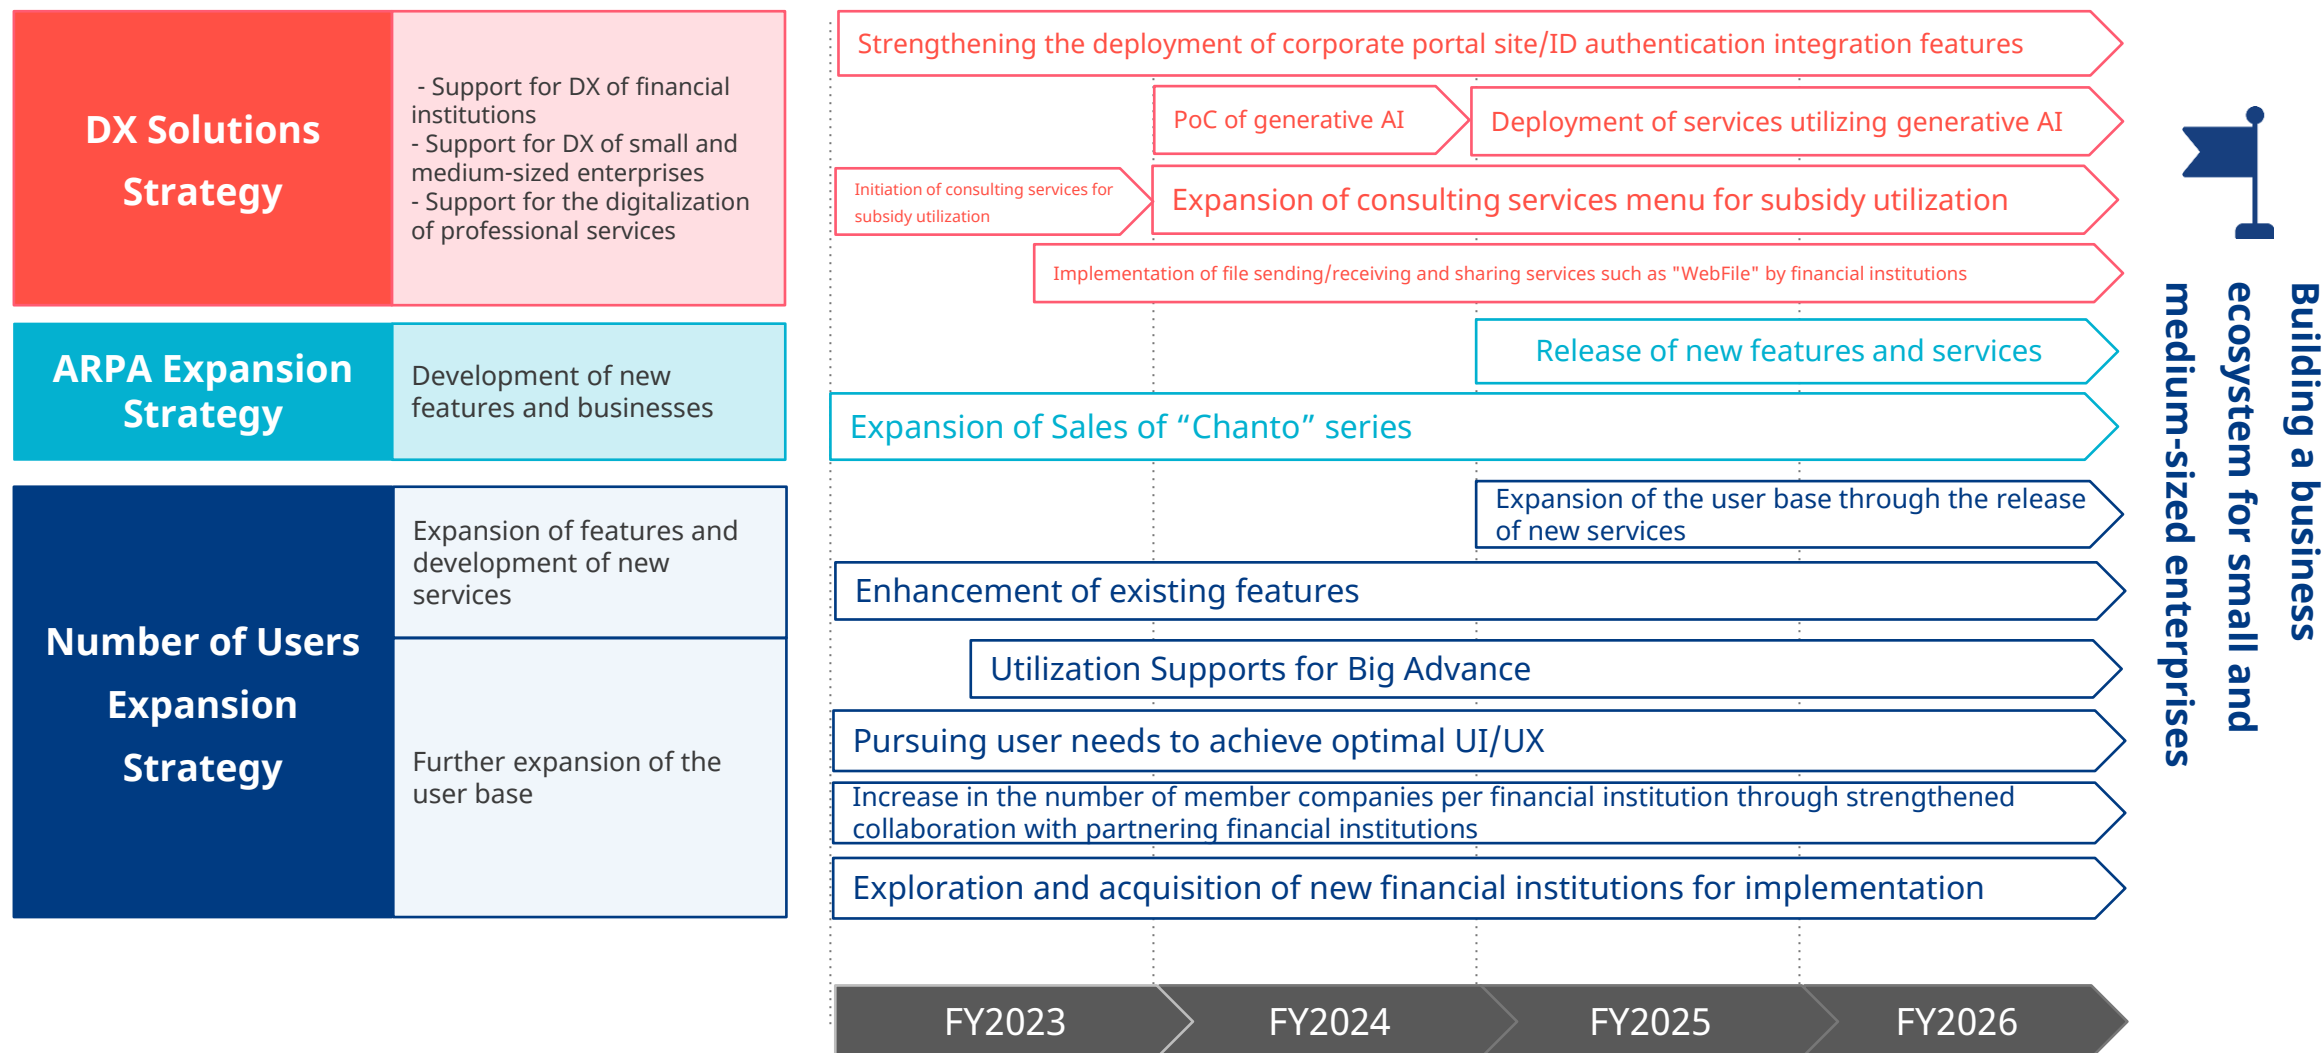 DX Solutions
Strategy
- Support for DX of financial
institutions
- Support for DX of small and
medium-sized enterprises
- Support for the digitalization
of professional services
Strengthening the deployment of corporate portal site/ID authentication integration features
PoC of generative AI
Deployment of services utilizing generative AI
Initiation of consulting services for
subsidy utilization
Expansion of consulting services menu for subsidy utilization
Implementation of file sending/receiving and sharing services such as "WebFile" by financial institutions
ARPA Expansion
Strategy
Development of new
features and businesses
Release of new features and services
Expansion of Sales of “Chanto” series
Number of Users
Expansion
Strategy
Expansion of features and
development of new
services
Further expansion of the
user base
Expansion of the user base through the release
of new services
Enhancement of existing features
Utilization Supports for Big Advance
Pursuing user needs to achieve optimal UI/UX
Increase in the number of member companies per financial institution through strengthened
collaboration with partnering financial institutions
Exploration and acquisition of new financial institutions for implementation
FY2023
FY2024
FY2025
FY2026
Building a business
ecosystem for small and
medium-sized enterprises